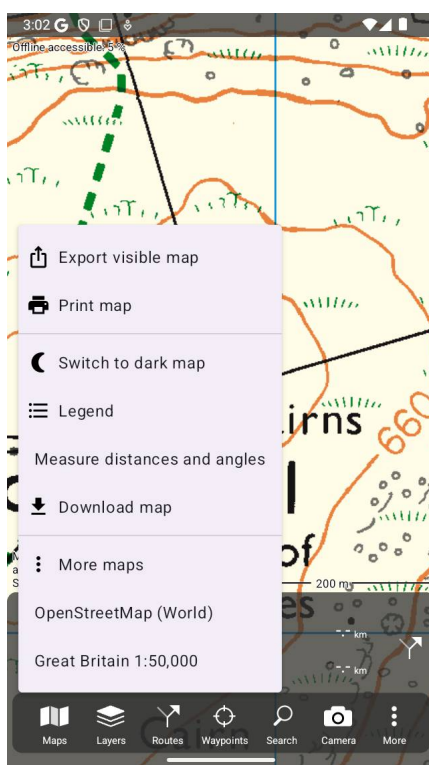 3:02
Offline accessible: 5 %
Export visible map
Print map
Switch to dark map
Legend
irns
660
Measure distances and angles
Download map
More maps
of
200 m
OpenStreetMap (World)
es
-.- km
Great Britain 1:50,000
-.- km
Cairn
Maps
Layers
Routes
Waypoints
Search
Camera
More